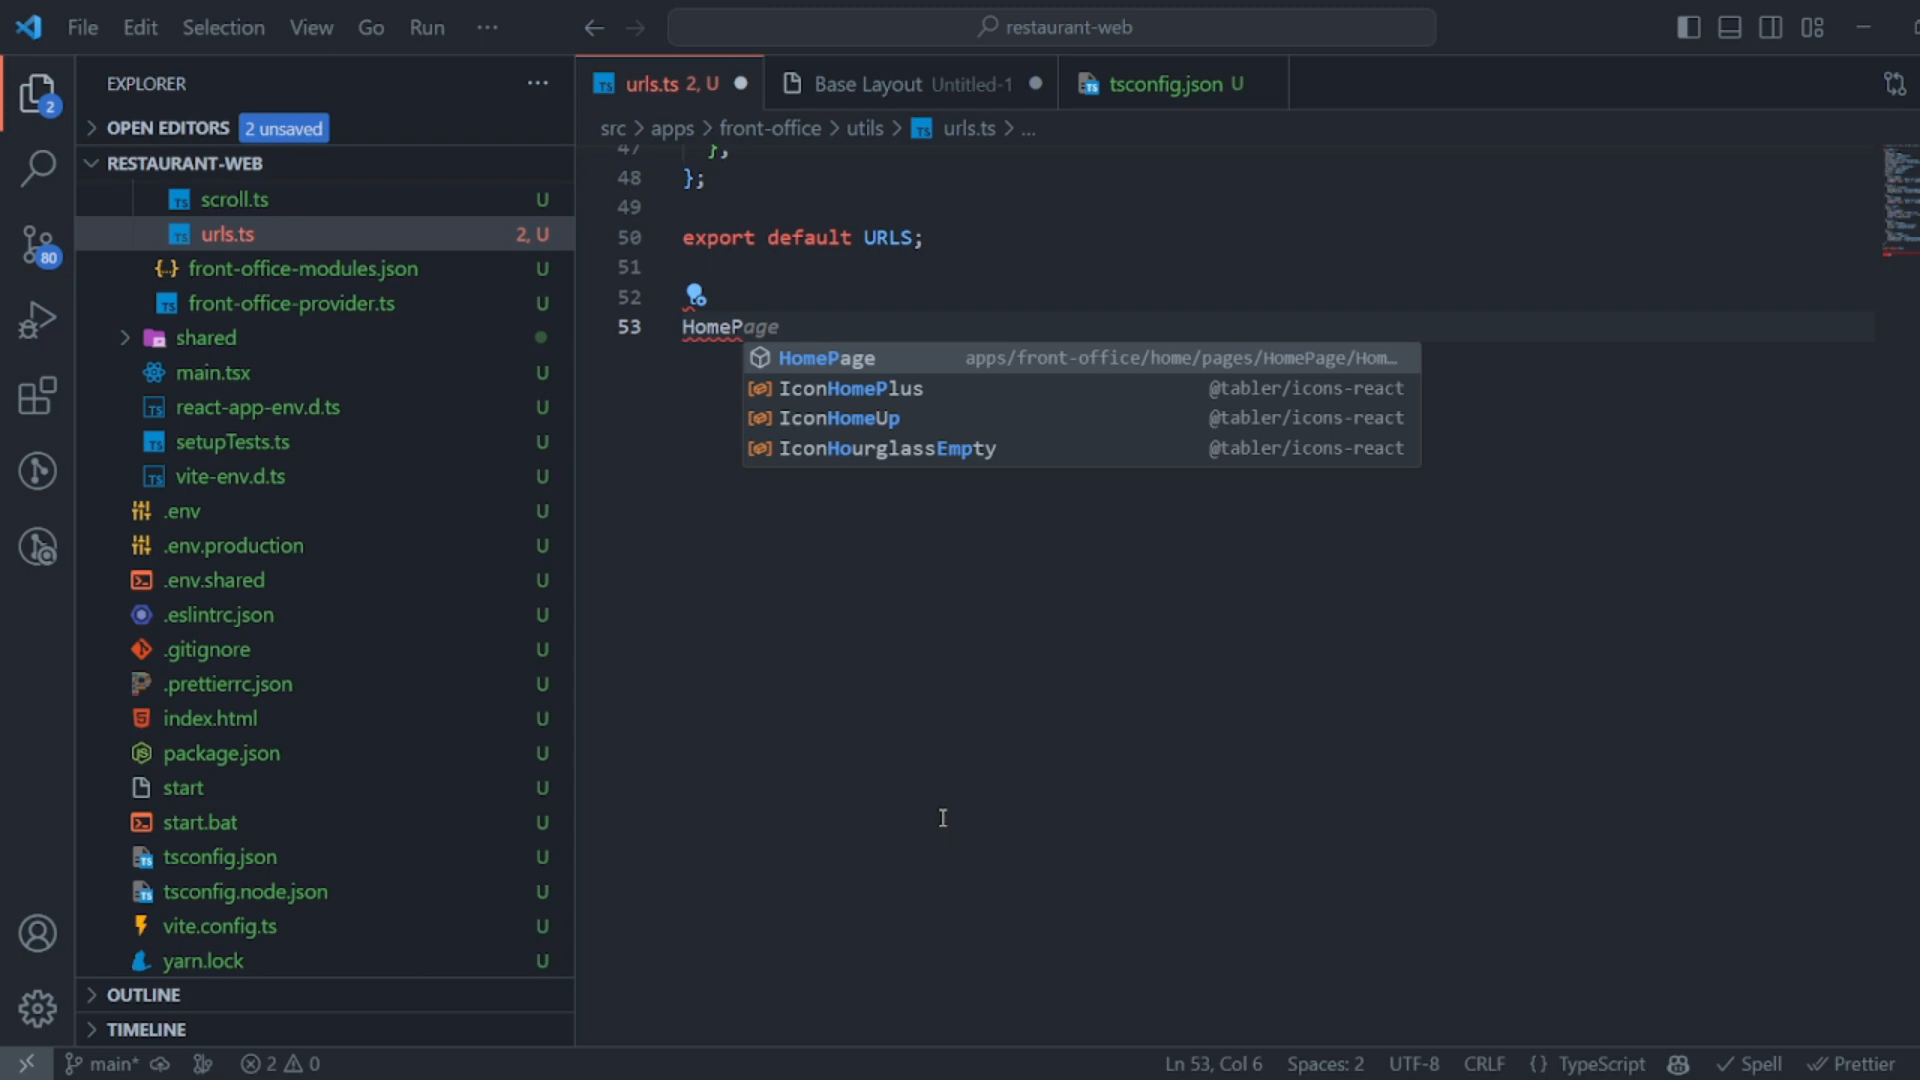 File Edit Selection View Go Run ···
restaurant-web
EXPLORER
OPEN EDITORS 2 unsaved
RESTAURANT-WEB
scroll.ts U
urls.ts 2, U
front-office-modules.json U
front-office-provider.ts U
shared
main.tsx U
react-app-env.d.ts U
setupTests.ts U
vite-env.d.ts U
.env U
.env.production U
.env.shared U
.eslintrc.json U
.gitignore U
.prettierrc.json U
index.html U
package.json U
start U
start.bat U
tsconfig.json U
tsconfig.node.json U
vite.config.ts U
yarn.lock U
OUTLINE
TIMELINE
urls.ts 2, U
Base Layout Untitled-1
tsconfig.json U
src > apps > front-office > utils > urls.ts > ...
47 },
48 };
49
50 export default URLS;
51
52
53 HomePage
HomePage apps/front-office/home/pages/HomePage/Hom…
IconHomePlus @tabler/icons-react
IconHomeUp @tabler/icons-react
IconHourglassEmpty @tabler/icons-react
2
80
main* 2 0
Ln 53, Col 6 Spaces: 2 UTF-8 CRLF {} TypeScript Spell Prettier